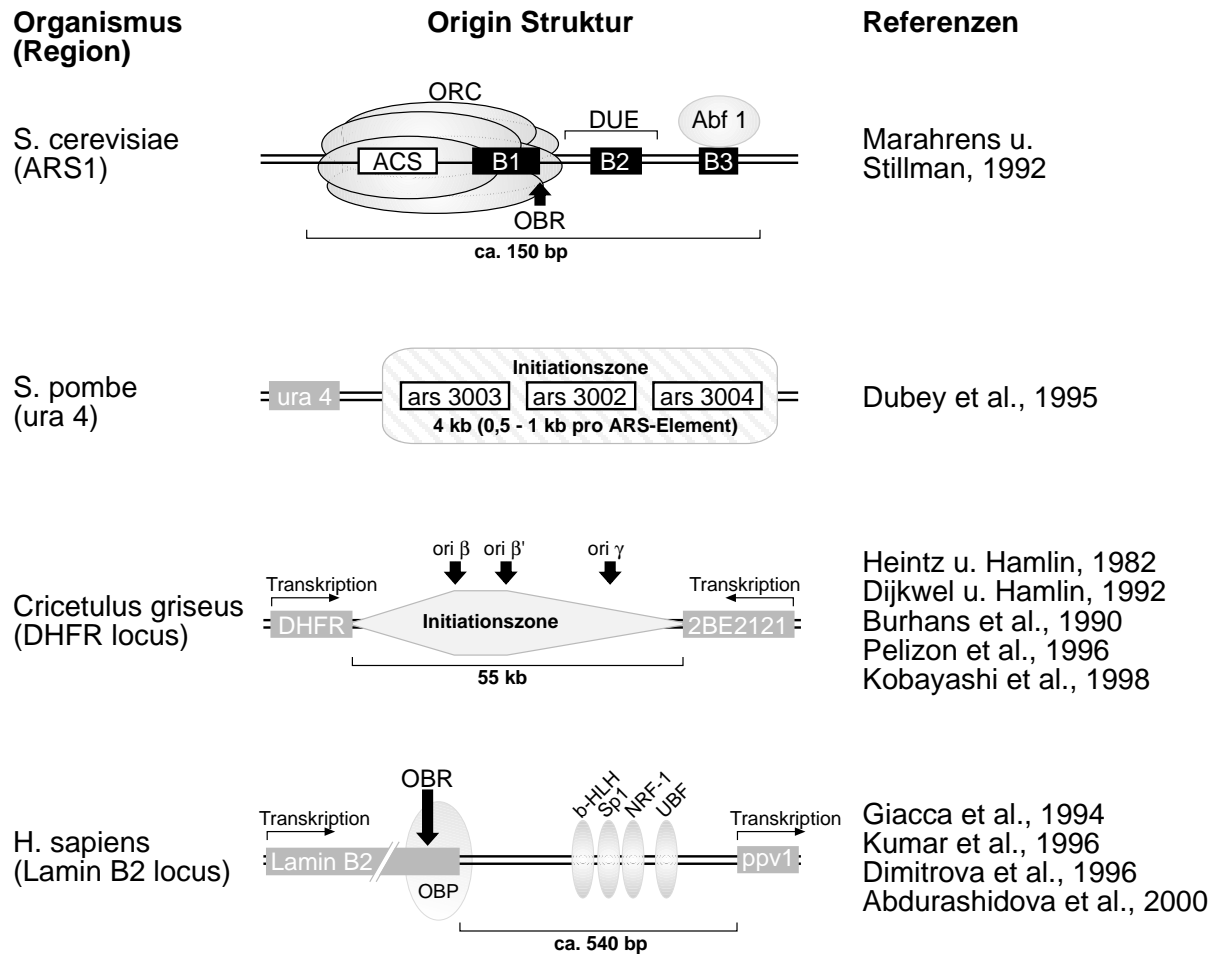 Organismus
(Region)
Origin Struktur
Referenzen
S. cerevisiae
(ARS1)
ORC
DUE
Abf 1
ACS
B1
B2
B3
OBR
ca. 150 bp
Marahrens u.
Stillman, 1992
S. pombe
(ura 4)
ura 4
Initiationszone
ars 3003
ars 3002
ars 3004
4 kb (0,5 - 1 kb pro ARS-Element)
Dubey et al., 1995
Cricetulus griseus
(DHFR locus)
ori β
ori β'
ori γ
Transkription
Transkription
DHFR
Initiationszone
2BE2121
55 kb
Heintz u. Hamlin, 1982
Dijkwel u. Hamlin, 1992
Burhans et al., 1990
Pelizon et al., 1996
Kobayashi et al., 1998
H. sapiens
(Lamin B2 locus)
OBR
b-HLH
Sp1
NRF-1
UBF
Transkription
Transkription
Lamin B2
OBP
ppv1
ca. 540 bp
Giacca et al., 1994
Kumar et al., 1996
Dimitrova et al., 1996
Abdurashidova et al., 2000